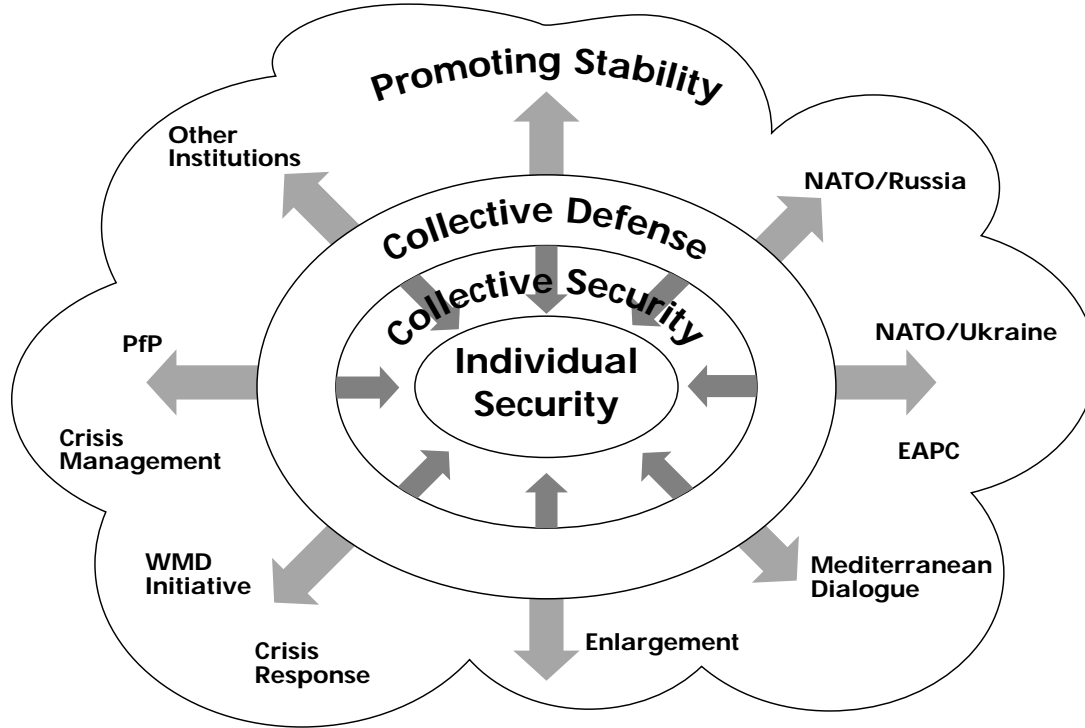 Promoting Stability
Other
Institutions
NATO/Russia
Collective Defense
Collective Security
PfP
NATO/Ukraine
Individual
Security
Crisis
Management
EAPC
WMD
Initiative
Mediterranean
Dialogue
Crisis
Response
Enlargement